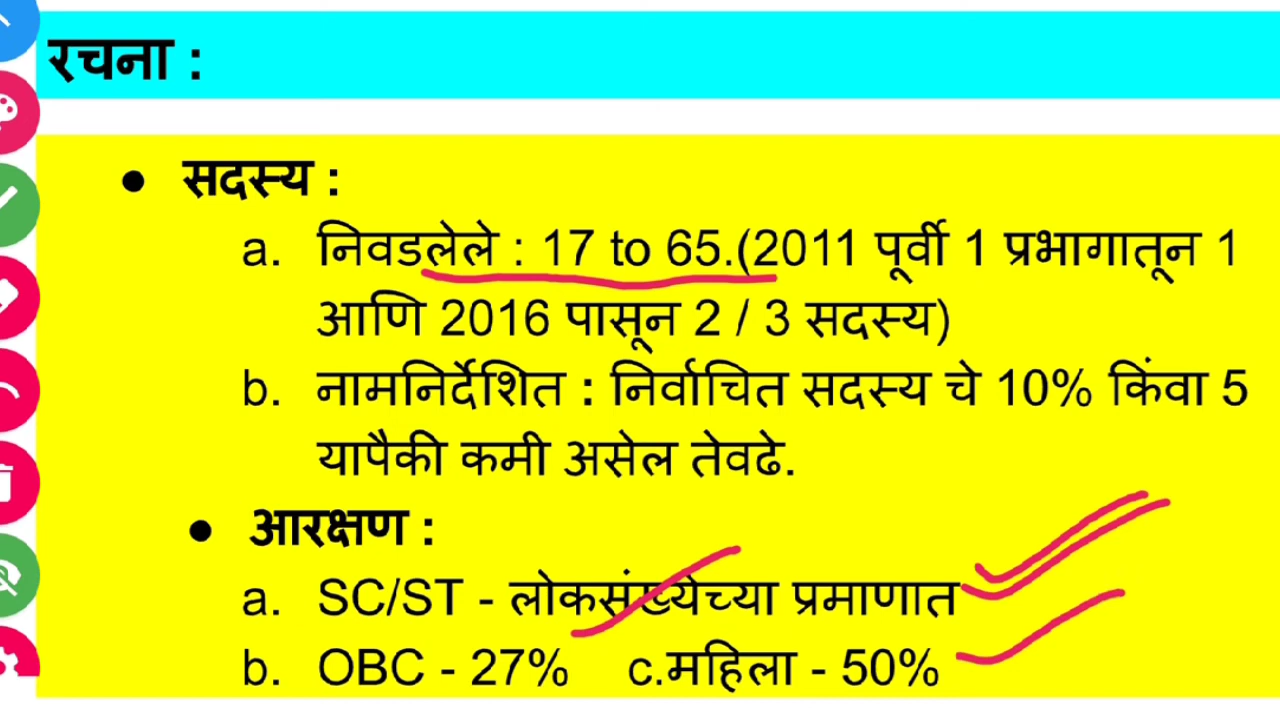 रचना :
● सदस्य :
a. निवडलेले : 17 to 65.(2011 पूर्वी 1 प्रभागातून 1
आणि 2016 पासून 2 / 3 सदस्य)
b. नामनिर्देशित : निर्वाचित सदस्य चे 10% किंवा 5
यापैकी कमी असेल तेवढे.
● आरक्षण :
a. SC/ST - लोकसंख्येच्या प्रमाणात
b. OBC - 27% c.महिला - 50%